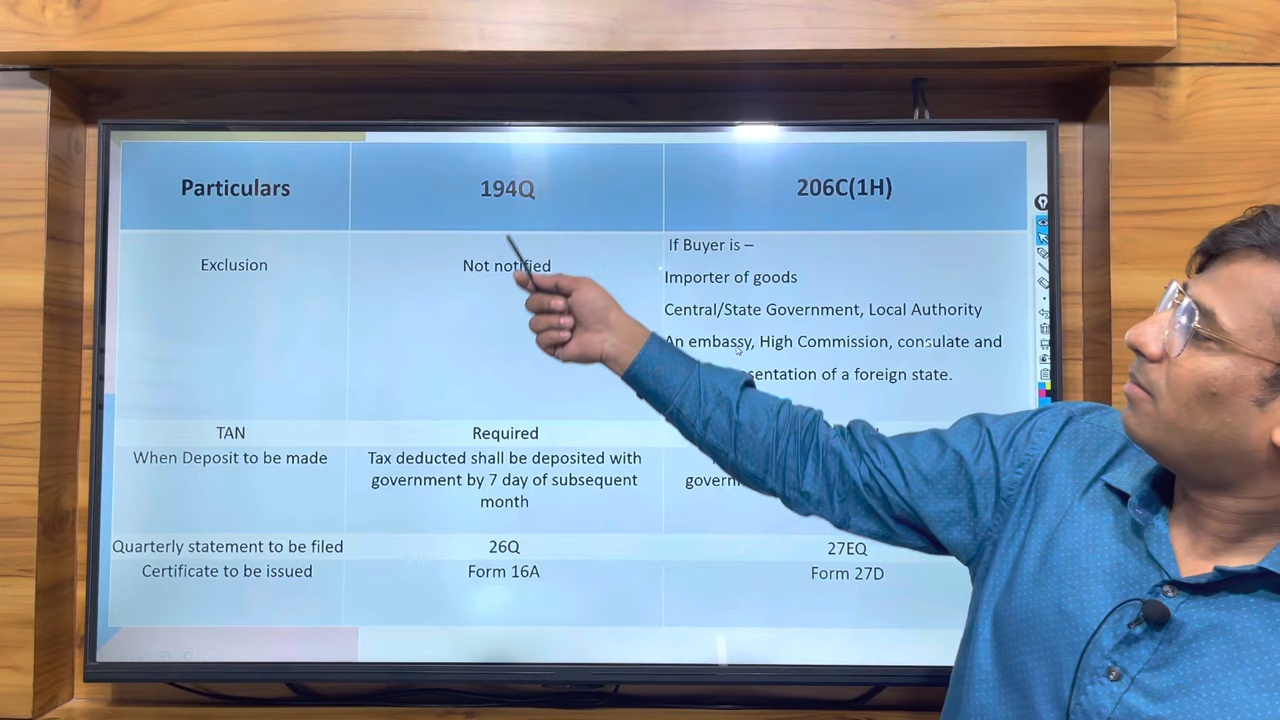 Particulars 194Q 206C(1H)
Exclusion Not notified If Buyer is –
Importer of goods
Central/State Government, Local Authority
An embassy, High Commission, consulate and
of a foreign state.
TAN Required
When Deposit to be made Tax deducted shall be deposited with
government by 7 day of subsequent
month
Quarterly statement to be filed 26Q 27EQ
Certificate to be issued Form 16A Form 27D